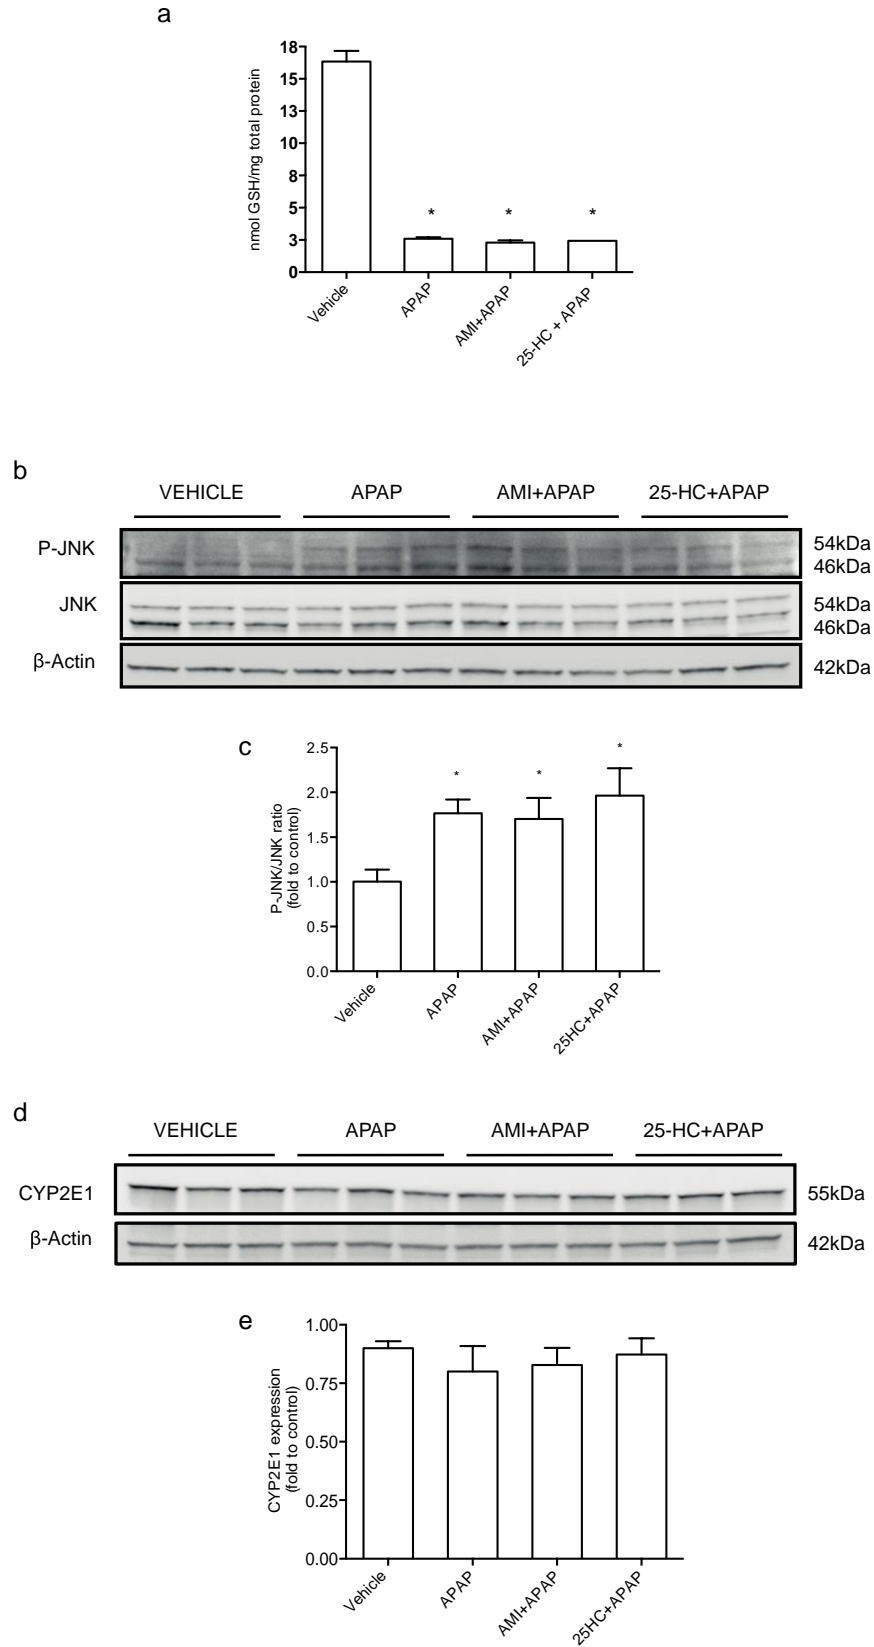 a
nmol GSH/mg total protein
18
15
13
10
8
5
3
0
* * *
Vehicle
APAP
AMI+APAP
25-HC + APAP
b
VEHICLE APAP AMI+APAP 25-HC+APAP
P-JNK 54kDa
46kDa
JNK 54kDa
46kDa
β-Actin 42kDa
c
P-JNK/JNK ratio
(fold to control)
2.5
2.0
1.5
1.0
0.5
0.0
* * *
Vehicle
APAP
AMI+APAP
25HC+APAP
d
VEHICLE APAP AMI+APAP 25-HC+APAP
CYP2E1 55kDa
β-Actin 42kDa
e
CYP2E1 expression
(fold to control)
1.00
0.75
0.50
0.25
0.00
Vehicle
APAP
AMI+APAP
25HC+APAP